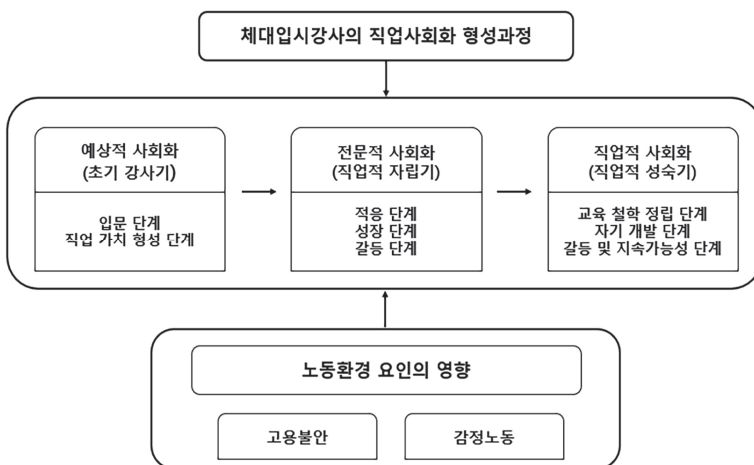 체대입시강사의 직업사회화 형성과정
예상적 사회화
(초기 강사기)
입문 단계
직업 가치 형성 단계
전문적 사회화
(직업적 자립기)
적응 단계
성장 단계
갈등 단계
직업적 사회화
(직업적 성숙기)
교육 철학 정립 단계
자기 개발 단계
갈등 및 지속가능성 단계
노동환경 요인의 영향
고용불안
감정노동